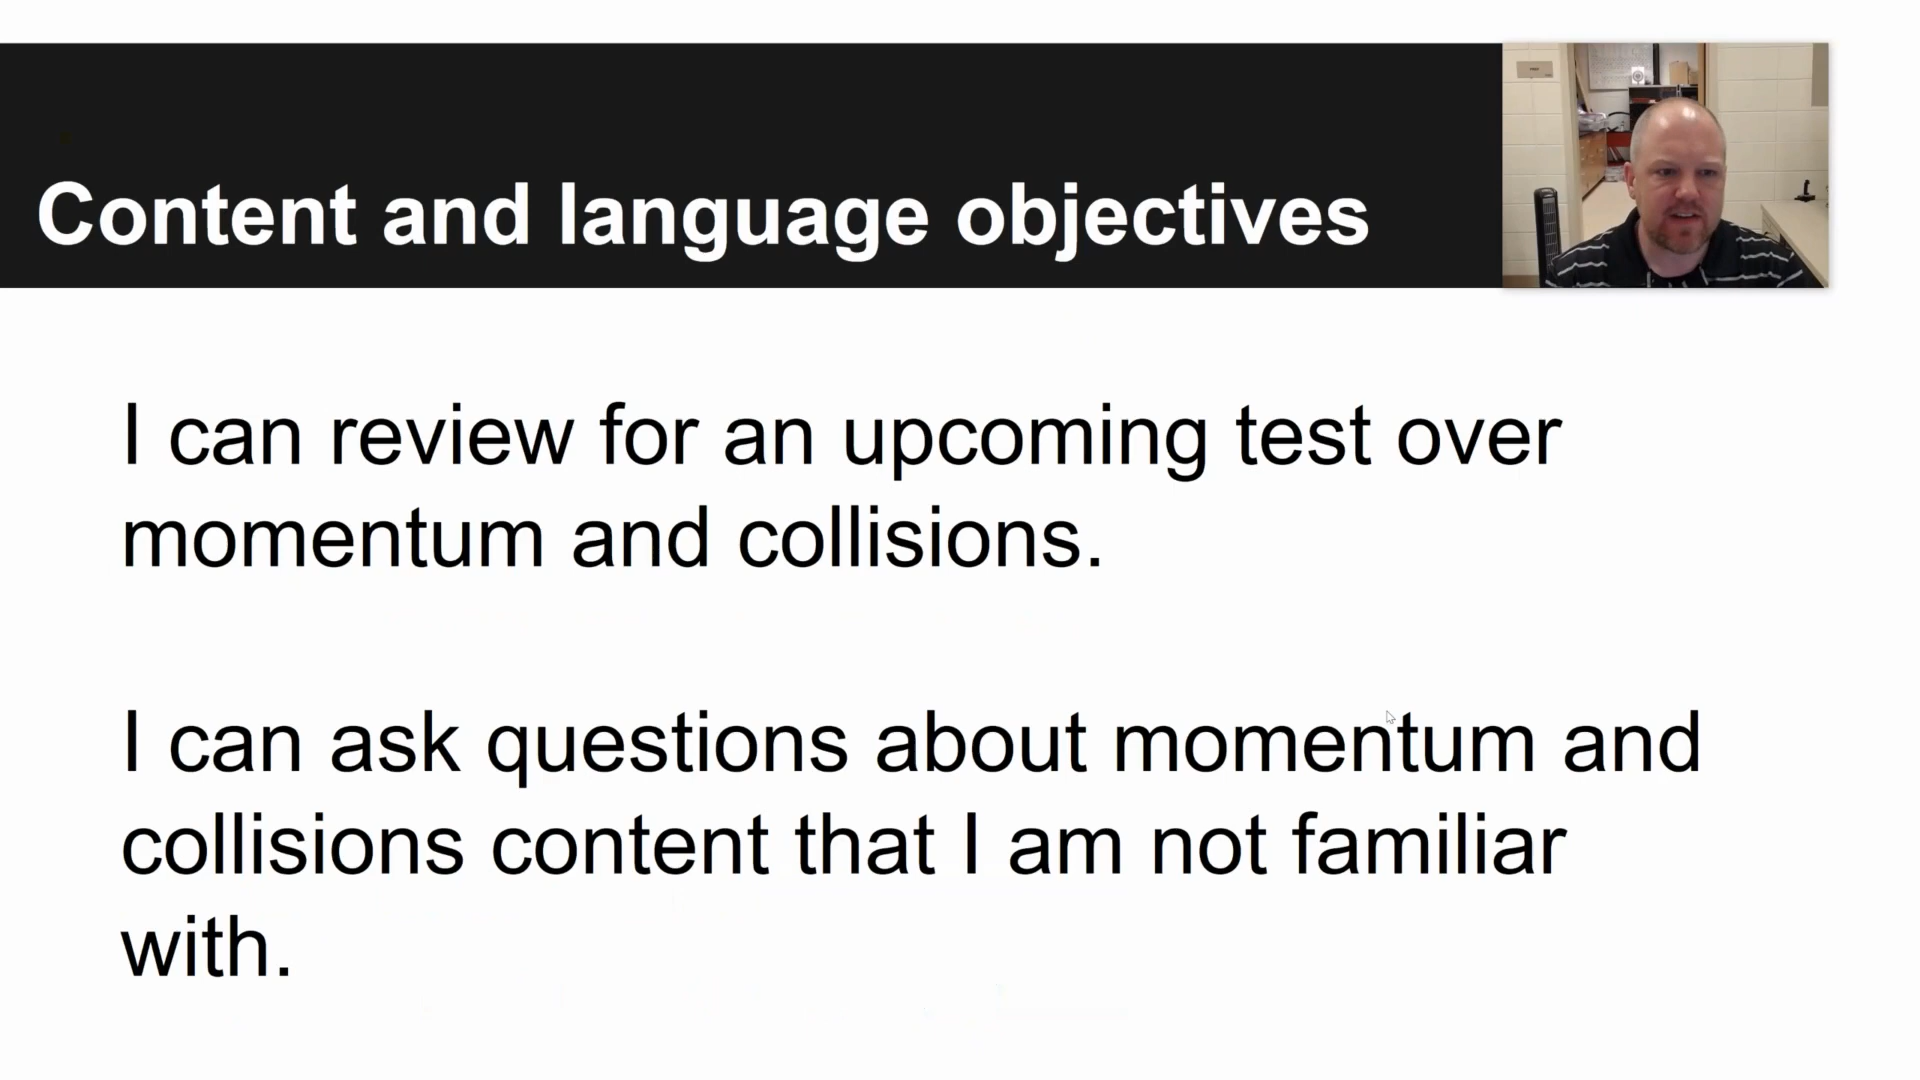 Content and language objectives
I can review for an upcoming test over
momentum and collisions.
I can ask questions about momentum and
collisions content that I am not familiar
with.